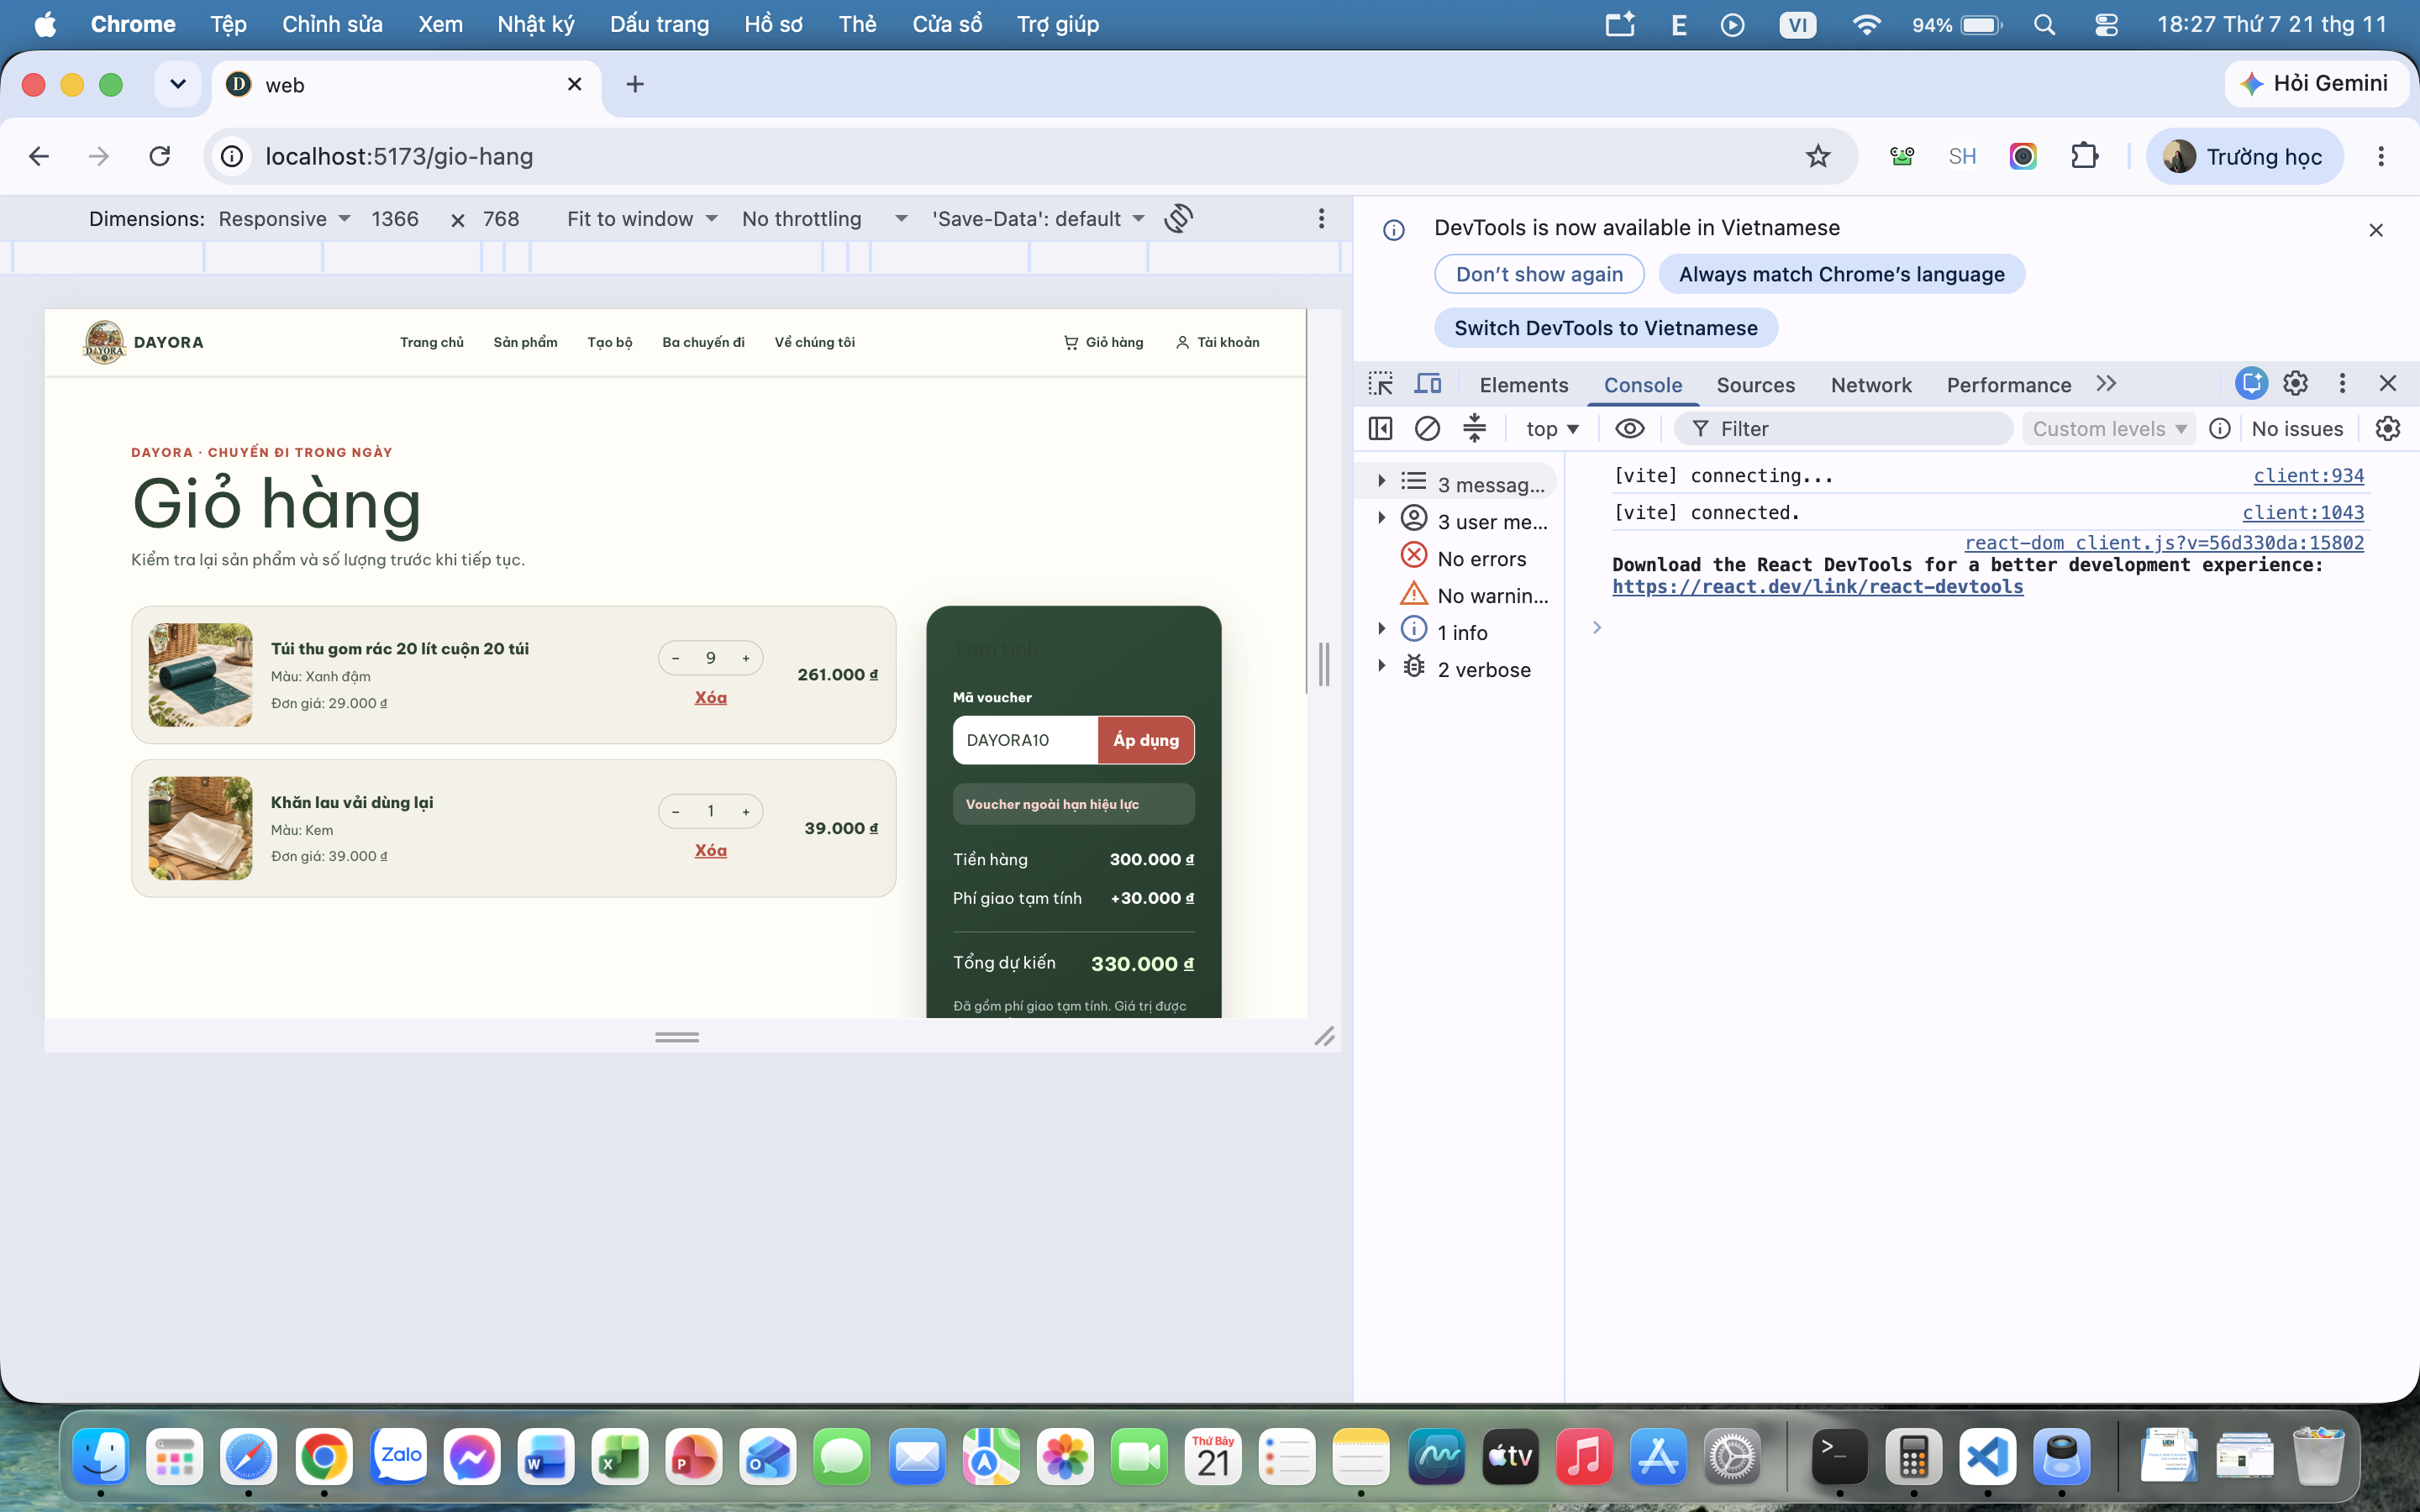 Chrome Tệp Chỉnh sửa Xem Nhật ký Dấu trang Hồ sơ Thẻ Cửa sổ Trợ giúp E VI 94% 18:27 Thứ 7 21 thg 11
D web Hỏi Gemini
localhost:5173/gio-hang SH Trường học
Dimensions: Responsive 1366 × 768 Fit to window No throttling 'Save-Data': default
DAYORA DAYORA Trang chủ Sản phẩm Tạo bộ Ba chuyến đi Về chúng tôi Giỏ hàng Tài khoản
DAYORA · CHUYẾN ĐI TRONG NGÀY
Giỏ hàng
Kiểm tra lại sản phẩm và số lượng trước khi tiếp tục.
Túi thu gom rác 20 lít cuộn 20 túi
Màu: Xanh đậm
Đơn giá: 29.000 ₫
- 9 +
Xóa
261.000 ₫
Khăn lau vải dùng lại
Màu: Kem
Đơn giá: 39.000 ₫
- 1 +
Xóa
39.000 ₫
Tạm tính
Mã voucher
DAYORA10 Áp dụng
Voucher ngoài hạn hiệu lực
Tiền hàng 300.000 ₫
Phí giao tạm tính +30.000 ₫
Tổng dự kiến 330.000 ₫
Đã gồm phí giao tạm tính. Giá trị được
DevTools is now available in Vietnamese
Don't show again Always match Chrome's language
Switch DevTools to Vietnamese
Elements Console Sources Network Performance
top Filter Custom levels No issues
3 messag...
3 user me...
No errors
No warnin...
1 info
2 verbose
[vite] connecting... client:934
[vite] connected. client:1043
react-dom_client.js?v=56d330da:15802
Download the React DevTools for a better development experience:
https://react.dev/link/react-devtools
Zalo W X P O Thứ Bảy tv
21